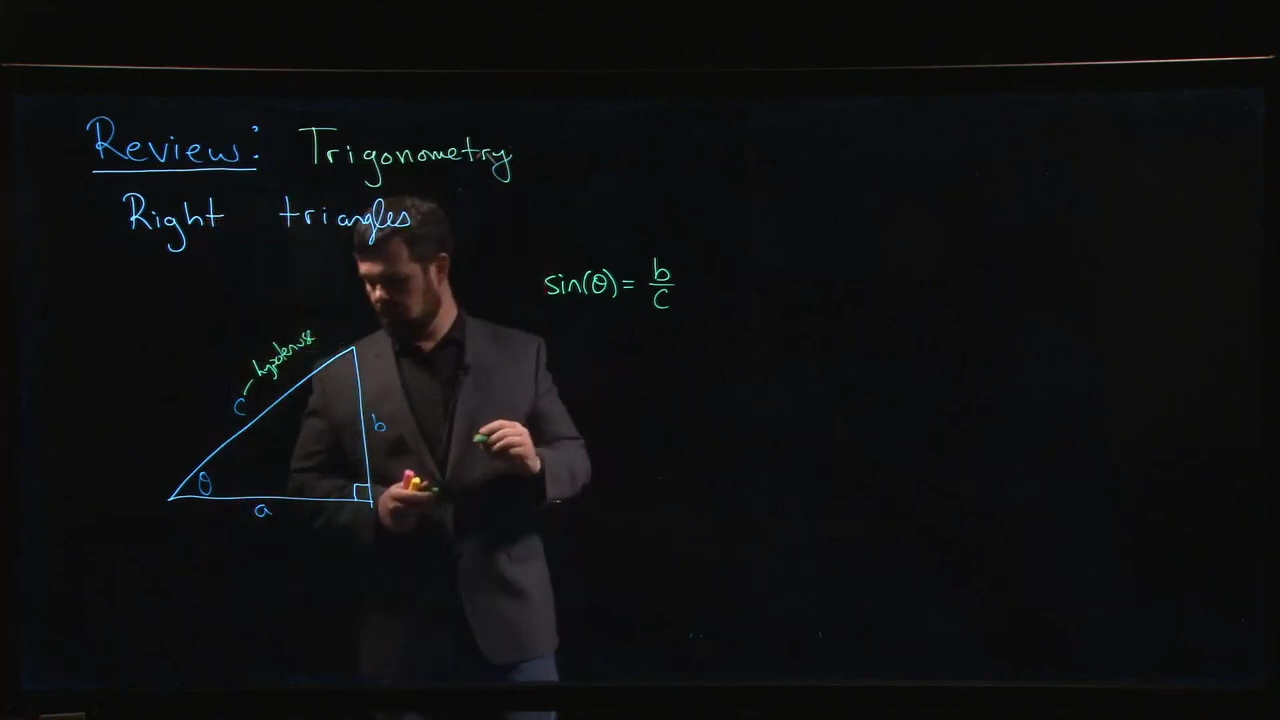 Review: Trigonometry
Right triangles
sin(θ) = b/c
hypotenuse
c
b
θ
a